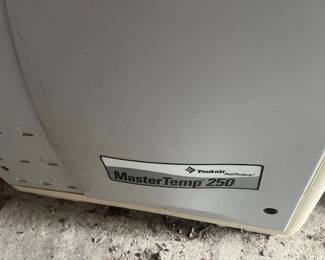 Pentair
Pool Products
MasterTemp 250